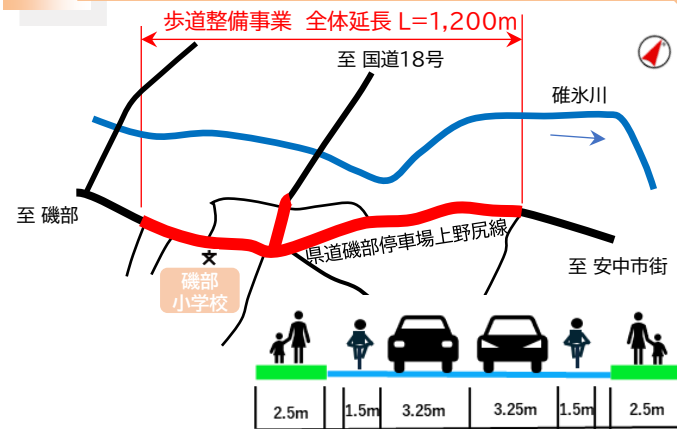 歩道整備事業 全体延長 L=1,200m
至 国道18号
碓氷川
至 磯部
県道磯部停車場上野尻線
文
磯部
小学校
至 安中市街
2.5m 1.5m 3.25m 3.25m 1.5m 2.5m